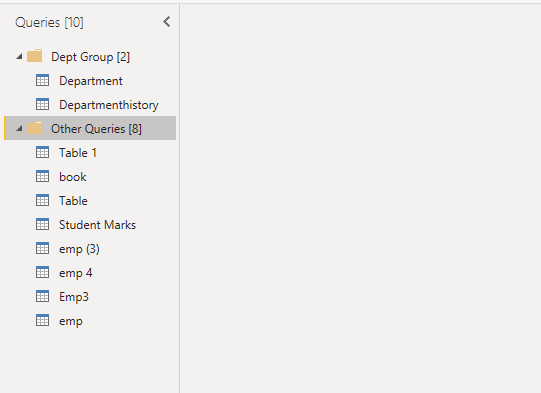 Queries [10]
Dept Group [2]
Department
Departmenthistory
Other Queries [8]
Table 1
book
Table
Student Marks
emp (3)
emp 4
Emp3
emp